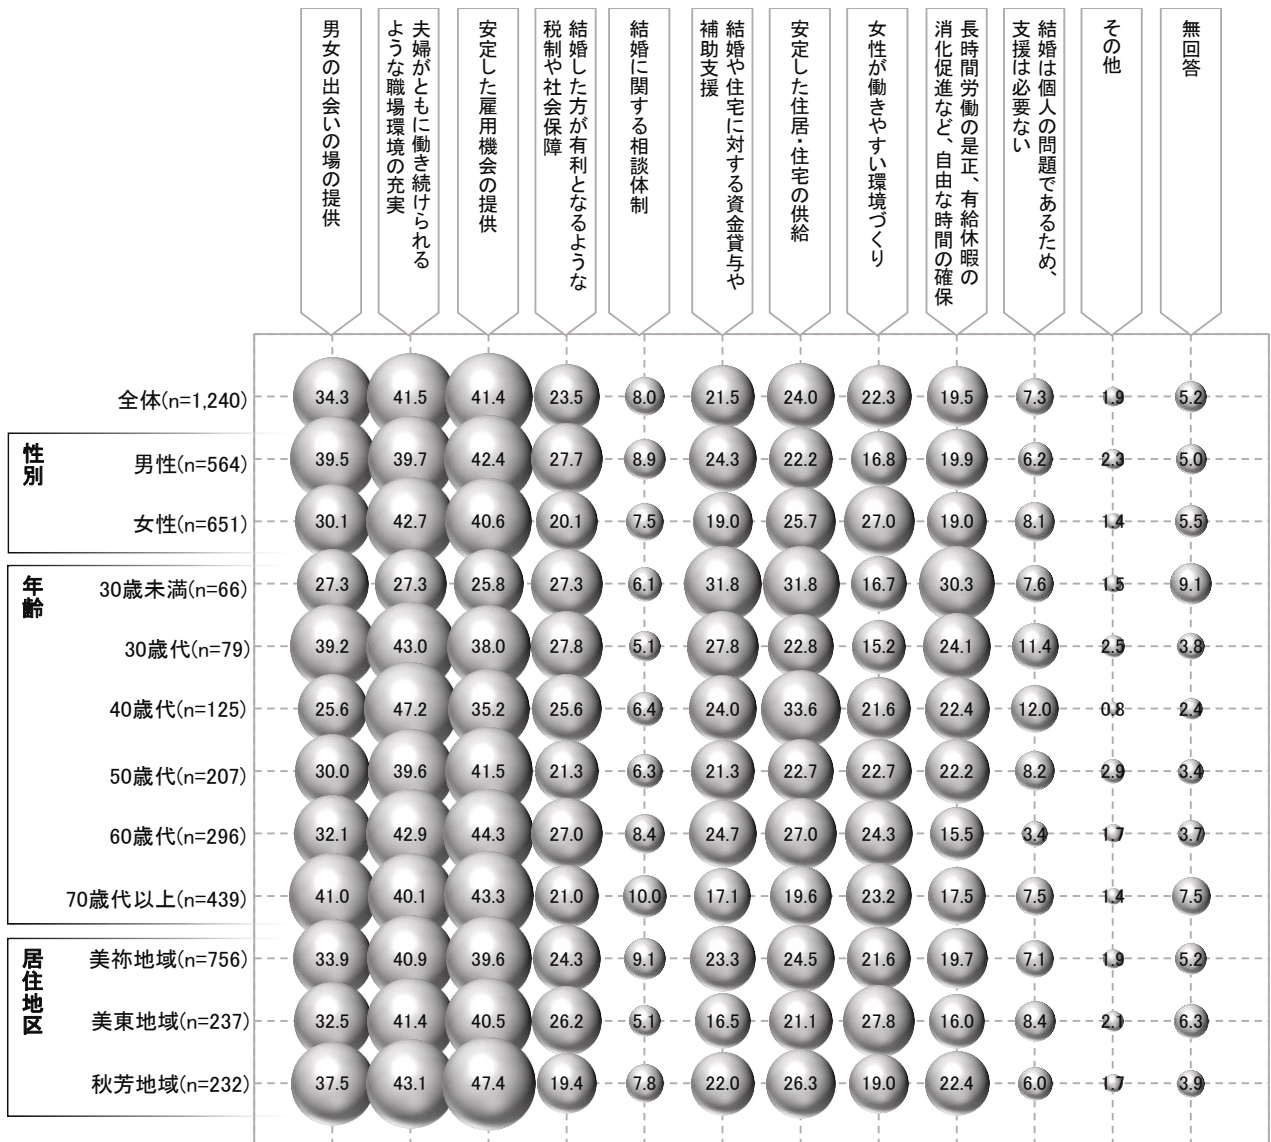 男女の出会いの場の提供
夫婦がともに働き続けられる
ような職場環境の充実
安定した雇用機会の提供
結婚した方が有利となるような
税制や社会保障
結婚に関する相談体制
結婚や住宅に対する資金貸与や
補助支援
安定した住居・住宅の供給
女性が働きやすい環境づくり
長時間労働の是正、有給休暇の
消化促進など、自由な時間の確保
結婚は個人の問題であるため、
支援は必要ない
その他
無回答
全体(n=1,240) 34.3 41.5 41.4 23.5 8.0 21.5 24.0 22.3 19.5 7.3 1.9 5.2
性別
男性(n=564) 39.5 39.7 42.4 27.7 8.9 24.3 22.2 16.8 19.9 6.2 2.3 5.0
女性(n=651) 30.1 42.7 40.6 20.1 7.5 19.0 25.7 27.0 19.0 8.1 1.4 5.5
年齢
30歳未満(n=66) 27.3 27.3 25.8 27.3 6.1 31.8 31.8 16.7 30.3 7.6 1.5 9.1
30歳代(n=79) 39.2 43.0 38.0 27.8 5.1 27.8 22.8 15.2 24.1 11.4 2.5 3.8
40歳代(n=125) 25.6 47.2 35.2 25.6 6.4 24.0 33.6 21.6 22.4 12.0 0.8 2.4
50歳代(n=207) 30.0 39.6 41.5 21.3 6.3 21.3 22.7 22.7 22.2 8.2 2.9 3.4
60歳代(n=296) 32.1 42.9 44.3 27.0 8.4 24.7 27.0 24.3 15.5 3.4 1.7 3.7
70歳代以上(n=439) 41.0 40.1 43.3 21.0 10.0 17.1 19.6 23.2 17.5 7.5 1.4 7.5
居住地区
美祢地域(n=756) 33.9 40.9 39.6 24.3 9.1 23.3 24.5 21.6 19.7 7.1 1.9 5.2
美東地域(n=237) 32.5 41.4 40.5 26.2 5.1 16.5 21.1 27.8 16.0 8.4 2.1 6.3
秋芳地域(n=232) 37.5 43.1 47.4 19.4 7.8 22.0 26.3 19.0 22.4 6.0 1.7 3.9